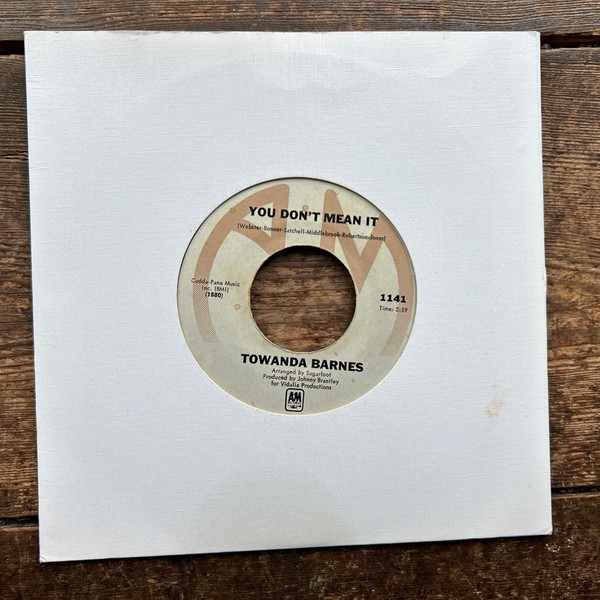 YOU DON'T MEAN IT
(Webster-Bonner-Satchell-Middlebrook-Robertson-Jones)
Godda-Pane Music
Inc. (BMI)
(1880)
1141
Time: 2:59
TOWANDA BARNES
Arranged by Sugarfoot
Produced by Johnny Brantley
for Vidalia Productions
A&M